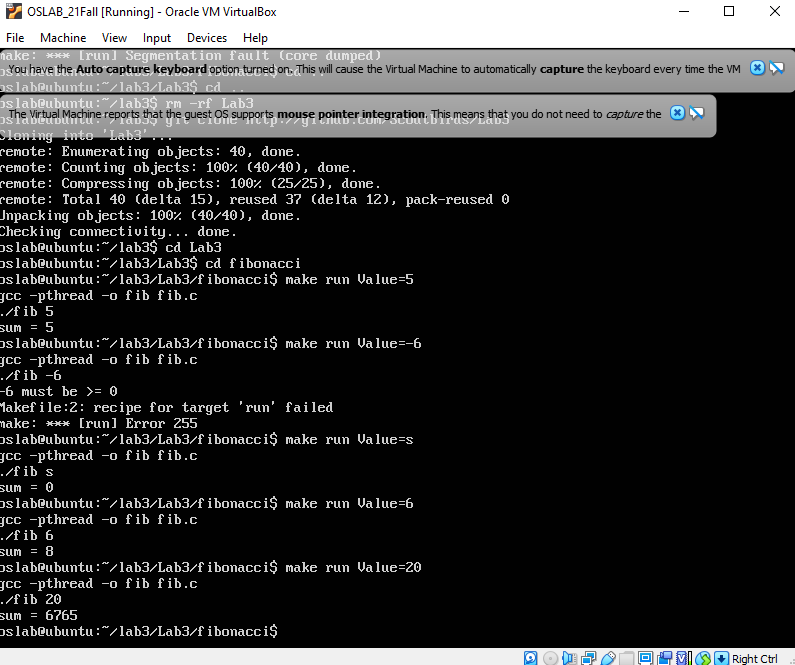 OSLAB_21Fall [Running] - Oracle VM VirtualBox
File Machine View Input Devices Help
make: *** [run] Segmentation fault (core dumped)
You have the Auto capture keyboard option turned on. This will cause the Virtual Machine to automatically capture the keyboard every time the VM
oslab@ubuntu:~/lab3/Lab3$ cd ..
oslab@ubuntu:~/lab3$ rm -rf Lab3
The Virtual Machine reports that the guest OS supports mouse pointer integration. This means that you do not need to capture the
oslab@ubuntu:~/lab3$ git clone http://github.com/ScoutBirds/Lab3
Cloning into 'Lab3'...
remote: Enumerating objects: 40, done.
remote: Counting objects: 100% (40/40), done.
remote: Compressing objects: 100% (25/25), done.
remote: Total 40 (delta 15), reused 37 (delta 12), pack-reused 0
Unpacking objects: 100% (40/40), done.
Checking connectivity... done.
oslab@ubuntu:~/lab3$ cd Lab3
oslab@ubuntu:~/lab3/Lab3$ cd fibonacci
oslab@ubuntu:~/lab3/Lab3/fibonacci$ make run Value=5
gcc -pthread -o fib fib.c
./fib 5
sum = 5
oslab@ubuntu:~/lab3/Lab3/fibonacci$ make run Value=-6
gcc -pthread -o fib fib.c
./fib -6
-6 must be >= 0
Makefile:2: recipe for target 'run' failed
make: *** [run] Error 255
oslab@ubuntu:~/lab3/Lab3/fibonacci$ make run Value=s
gcc -pthread -o fib fib.c
./fib s
sum = 0
oslab@ubuntu:~/lab3/Lab3/fibonacci$ make run Value=6
gcc -pthread -o fib fib.c
./fib 6
sum = 8
oslab@ubuntu:~/lab3/Lab3/fibonacci$ make run Value=20
gcc -pthread -o fib fib.c
./fib 20
sum = 6765
oslab@ubuntu:~/lab3/Lab3/fibonacci$
Right Ctrl